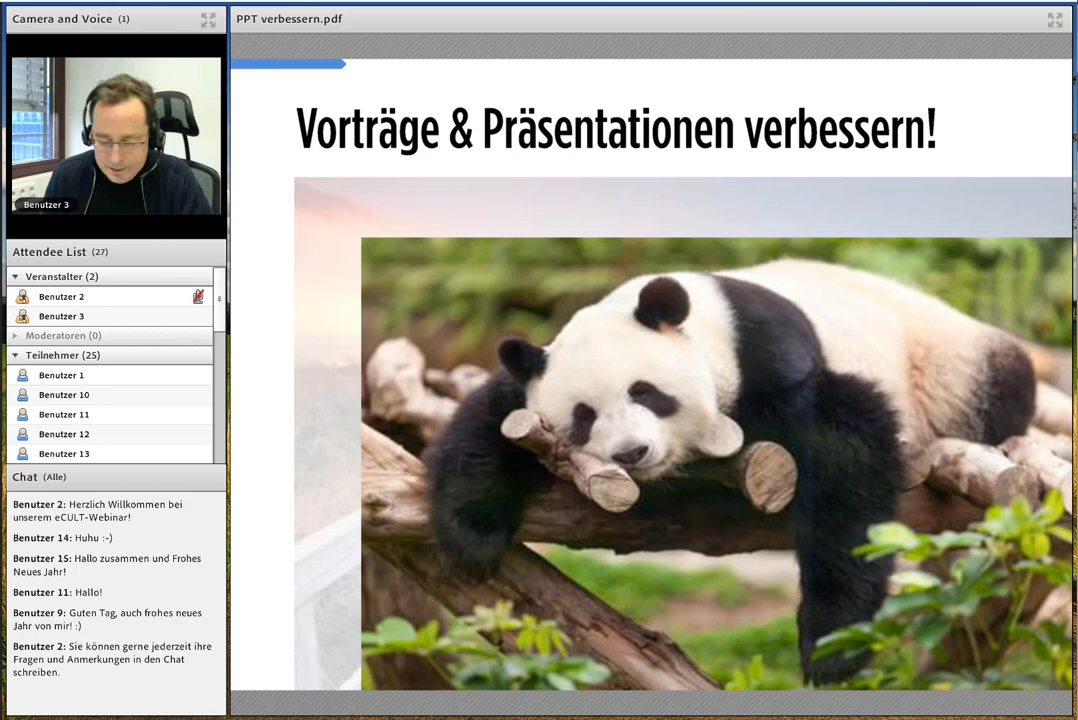 Camera and Voice (1)
Benutzer 3
Attendee List (27)
Veranstalter (2)
Benutzer 2
Benutzer 3
Moderatoren (0)
Teilnehmer (25)
Benutzer 1
Benutzer 10
Benutzer 11
Benutzer 12
Benutzer 13
Chat (Alle)
Benutzer 2: Herzlich Willkommen bei
unserem eCULT-Webinar!
Benutzer 14: Huhu :-)
Benutzer 15: Hallo zusammen und Frohes
Neues Jahr!
Benutzer 11: Hallo!
Benutzer 9: Guten Tag, auch frohes neues
Jahr von mir! :)
Benutzer 2: Sie können gerne jederzeit ihre
Fragen und Anmerkungen in den Chat
schreiben.
PPT verbessern.pdf
Vorträge & Präsentationen verbessern!